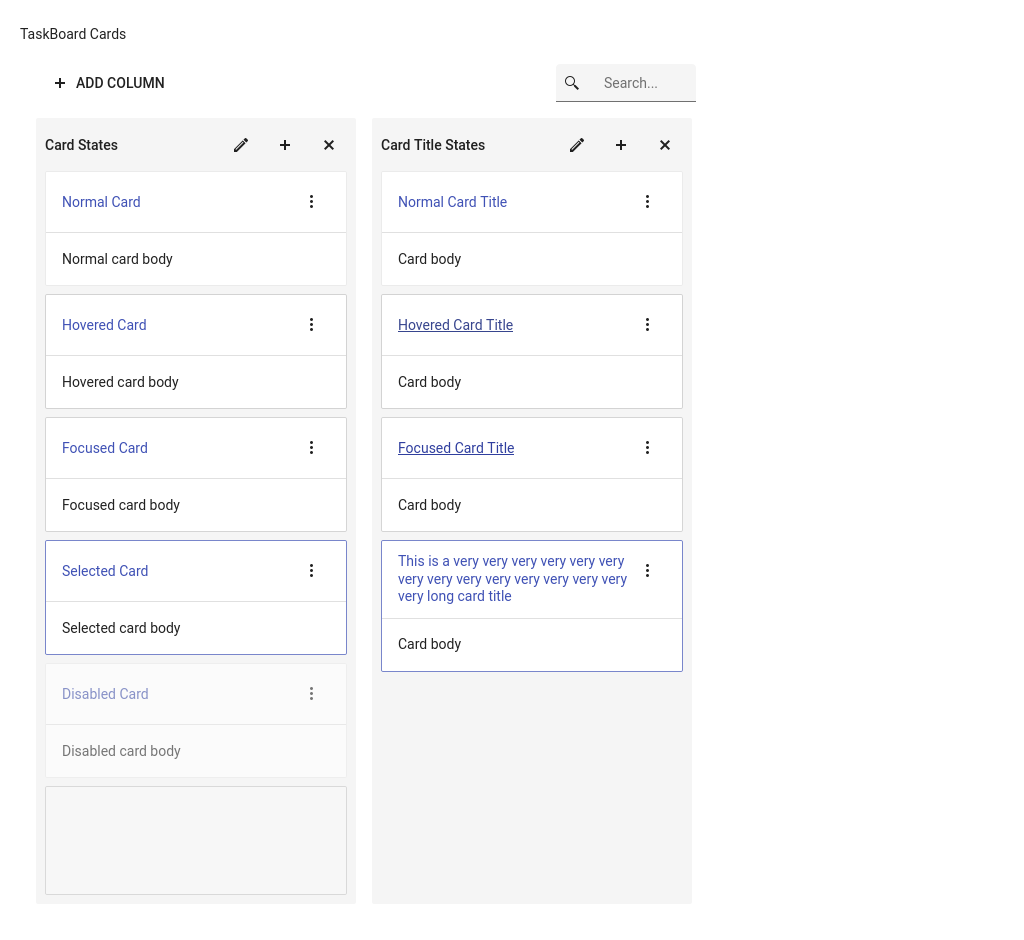 TaskBoard Cards
ADD COLUMN
Search...
Card States
Normal Card
Normal card body
Hovered Card
Hovered card body
Focused Card
Focused card body
Selected Card
Selected card body
Disabled Card
Disabled card body
Card Title States
Normal Card Title
Card body
Hovered Card Title
Card body
Focused Card Title
Card body
This is a very very very very very very
very very very very very very very very
very long card title
Card body